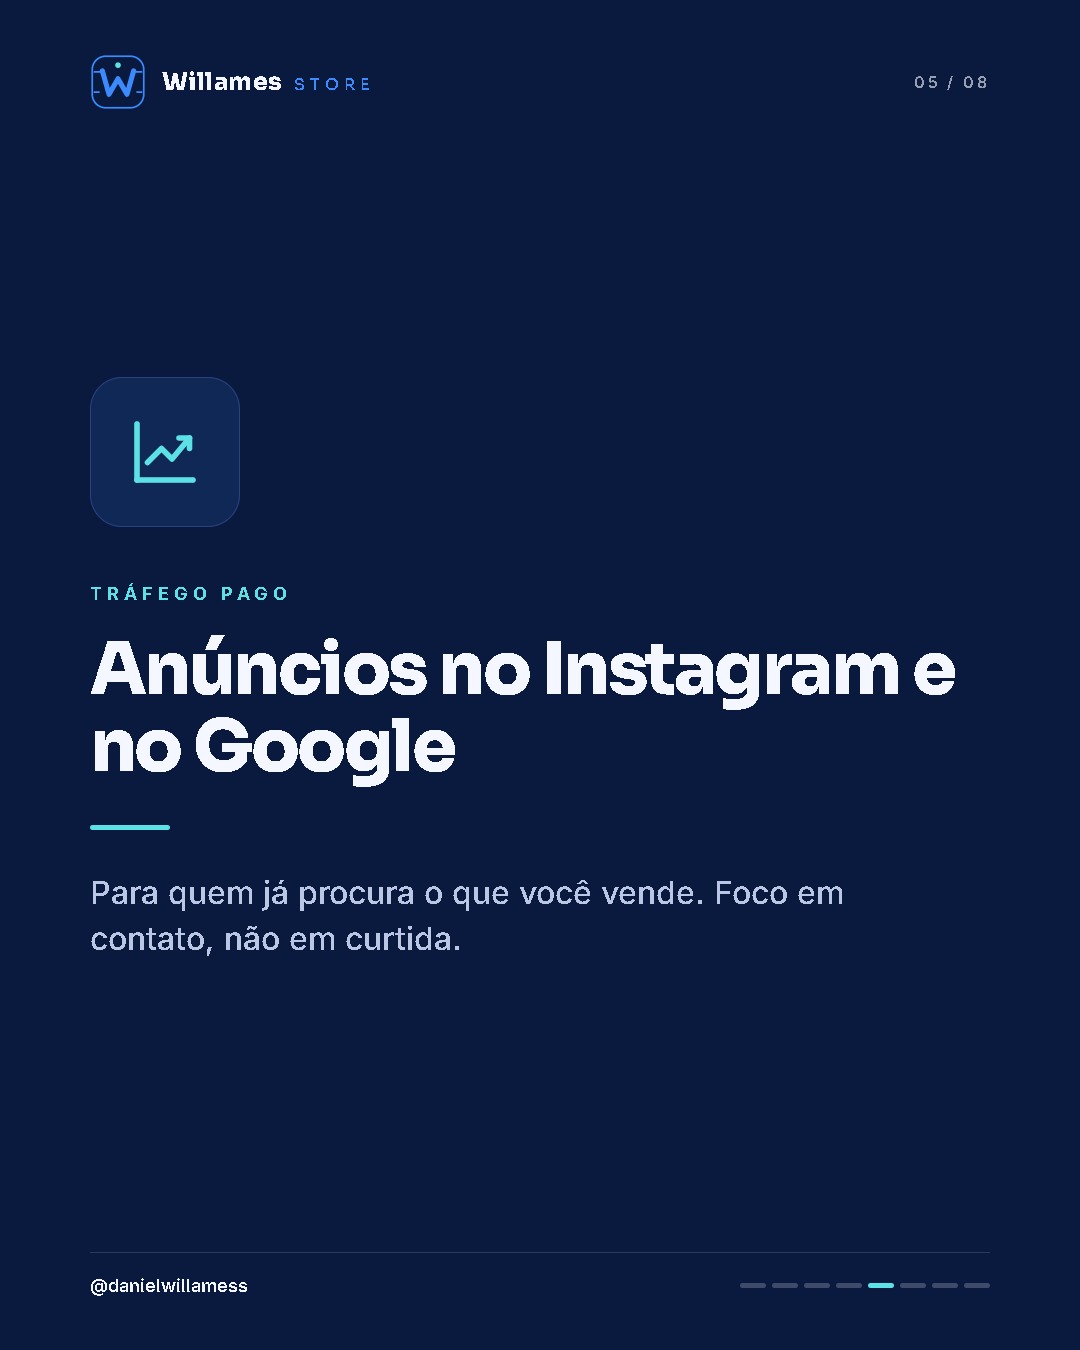 Willames STORE
05 / 08
TRÁFEGO PAGO
Anúncios no Instagram e
no Google
Para quem já procura o que você vende. Foco em
contato, não em curtida.
@danielwillamess